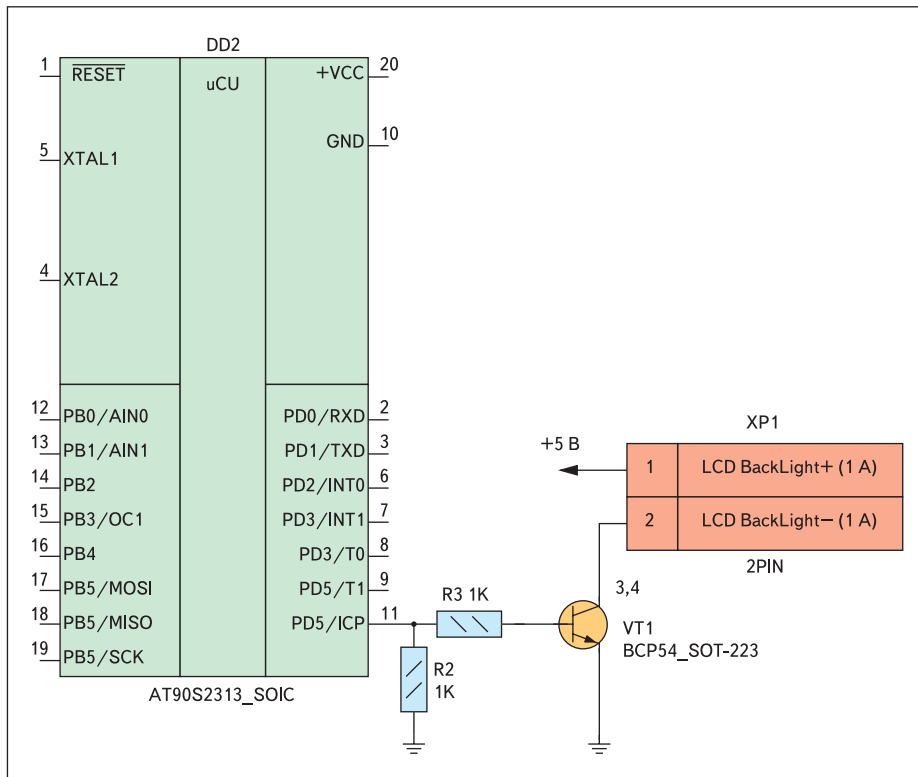 DD2
uCU
1
RESET
5
XTAL1
4
XTAL2
+VCC
20
GND
10
12
PB0/AIN0
13
PB1/AIN1
14
PB2
15
PB3/OC1
16
PB4
17
PB5/MOSI
18
PB5/MISO
19
PB5/SCK
PD0/RXD
2
PD1/TXD
3
PD2/INT0
6
PD3/INT1
7
PD3/T0
8
PD5/T1
9
PD5/ICP
11
AT90S2313_SOIC
R3 1K
R2
1K
3,4
VT1
BCP54_SOT-223
+5 В
XP1
1 LCD BackLight+ (1 A)
2 LCD BackLight− (1 A)
2PIN